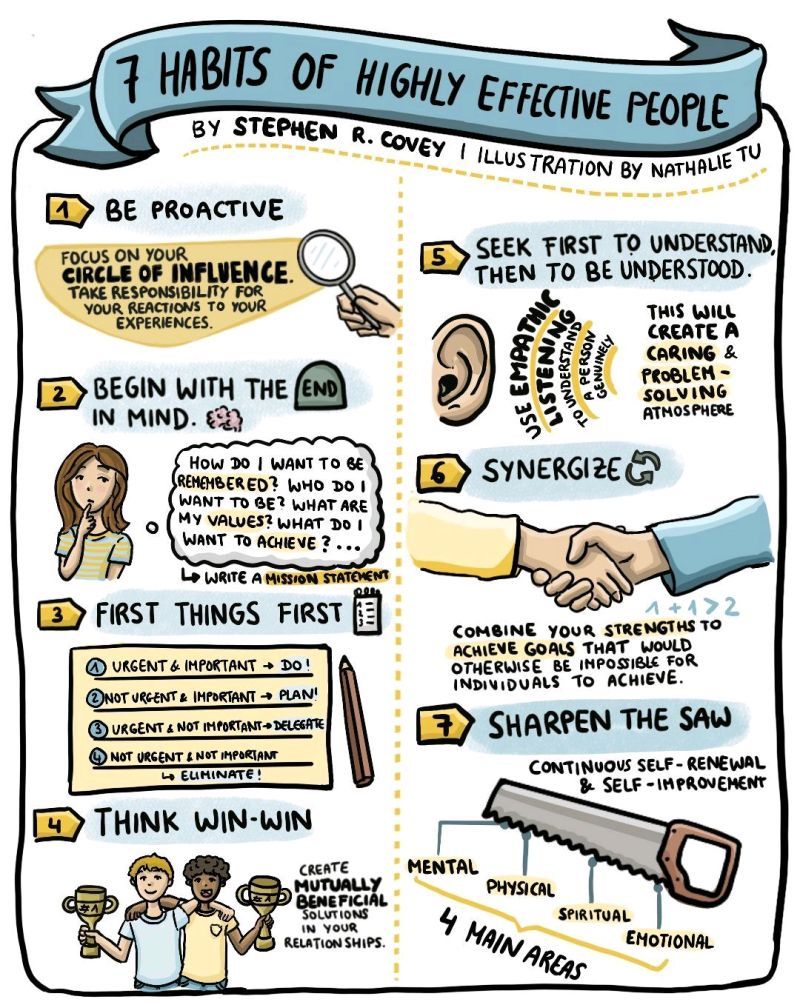 7 HABITS OF HIGHLY EFFECTIVE PEOPLE
BY STEPHEN R. COVEY | ILLUSTRATION BY NATHALIE TU
1 BE PROACTIVE
FOCUS ON YOUR
CIRCLE OF INFLUENCE.
TAKE RESPONSIBILITY FOR
YOUR REACTIONS TO YOUR
EXPERIENCES.
2 BEGIN WITH THE END
IN MIND.
HOW DO I WANT TO BE
REMEMBERED? WHO DO I
WANT TO BE? WHAT ARE
MY VALUES? WHAT DO I
WANT TO ACHIEVE?...
↳ WRITE A MISSION STATEMENT
3 FIRST THINGS FIRST
1 URGENT & IMPORTANT → DO!
2 NOT URGENT & IMPORTANT → PLAN!
3 URGENT & NOT IMPORTANT → DELEGATE
4 NOT URGENT & NOT IMPORTANT
↳ ELIMINATE!
4 THINK WIN-WIN
#1
#1
CREATE
MUTUALLY
BENEFICIAL
SOLUTIONS
IN YOUR
RELATIONSHIPS.
5 SEEK FIRST TO UNDERSTAND,
THEN TO BE UNDERSTOOD.
USE EMPATHIC
LISTENING
TO UNDERSTAND
A PERSON
GENUINELY
THIS WILL
CREATE A
CARING &
PROBLEM-
SOLVING
ATMOSPHERE
6 SYNERGIZE
1+1>2
COMBINE YOUR STRENGTHS TO
ACHIEVE GOALS THAT WOULD
OTHERWISE BE IMPOSSIBLE FOR
INDIVIDUALS TO ACHIEVE.
7 SHARPEN THE SAW
CONTINUOUS SELF-RENEWAL
& SELF-IMPROVEMENT
MENTAL
PHYSICAL
SPIRITUAL
EMOTIONAL
4 MAIN AREAS